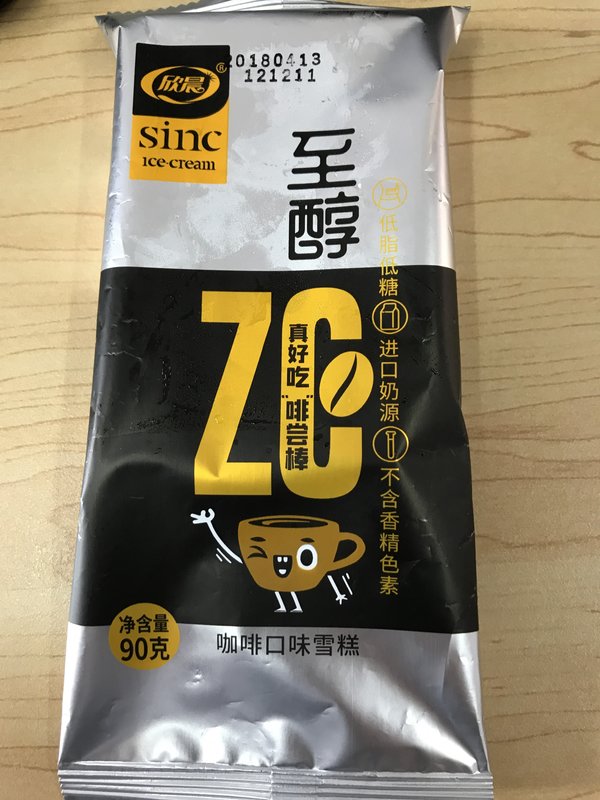 20180413
121211
欣晨®
sinc
ice·cream
至醇
ZC
真好吃"啡"尝棒
低脂低糖
进口奶源
不含香精色素
净含量
90克
咖啡口味雪糕